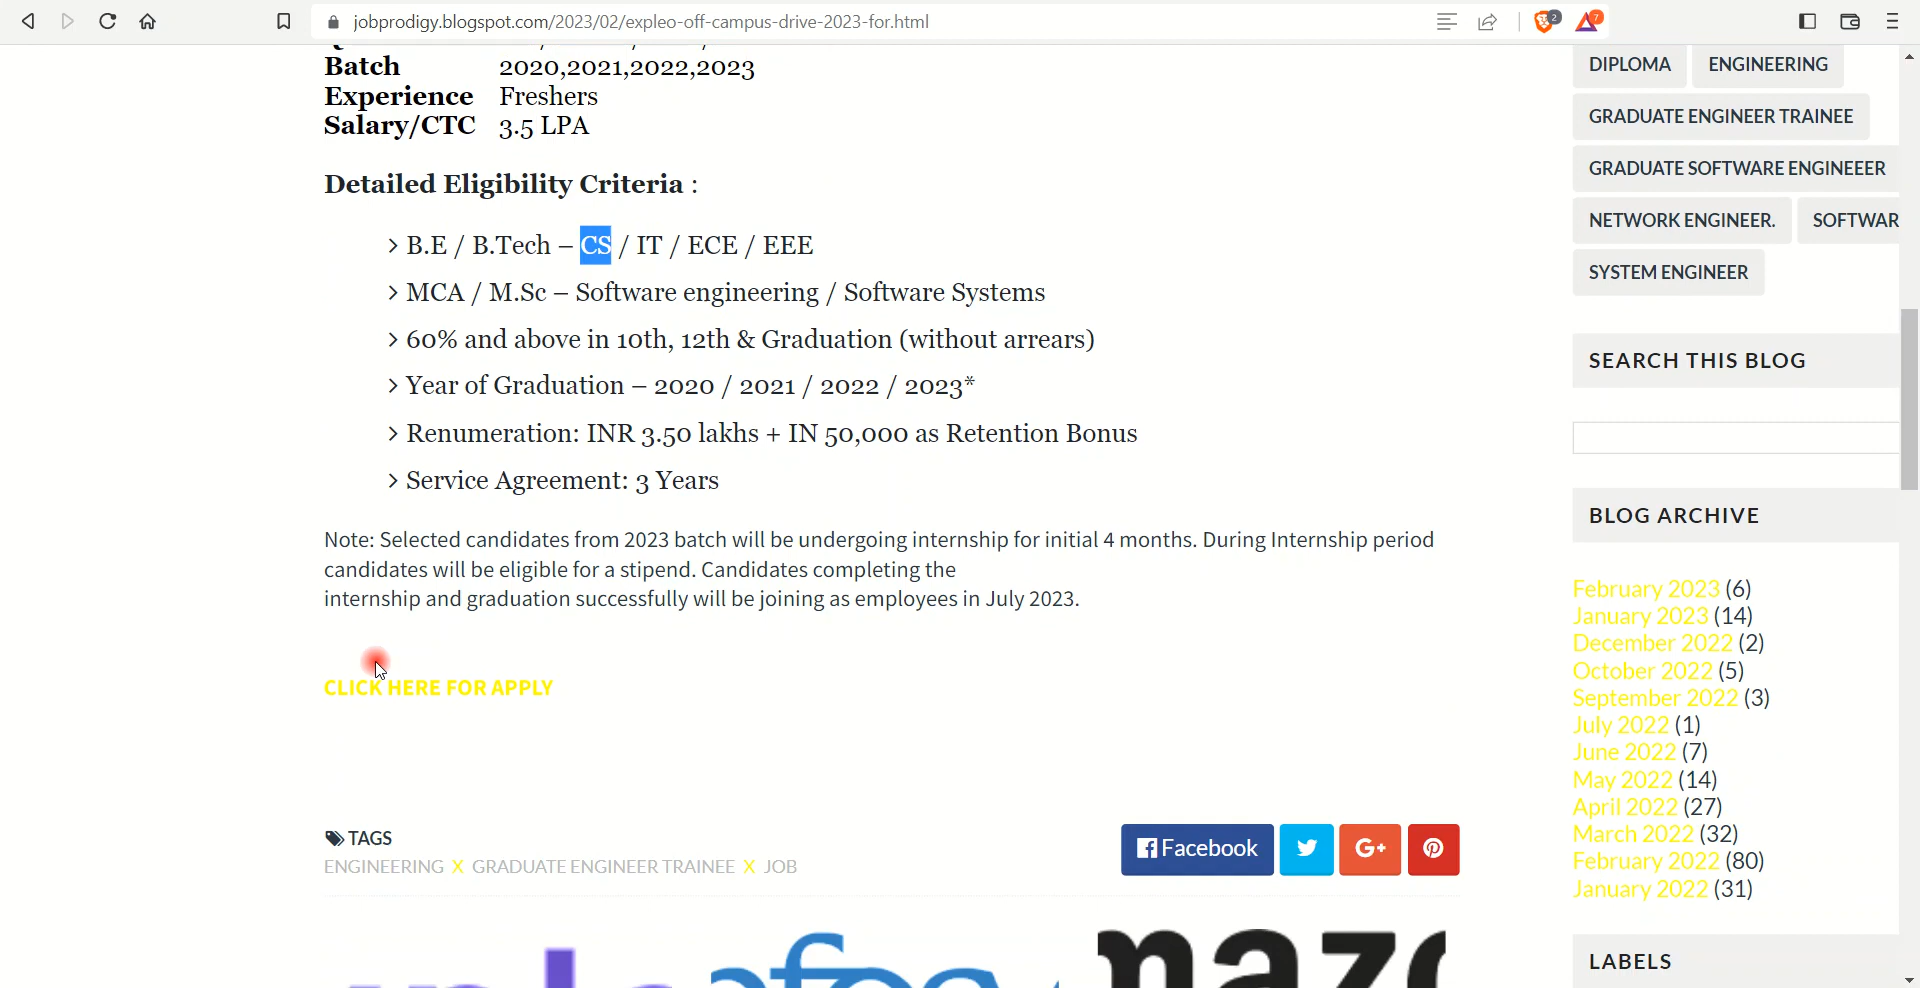 jobprodigy.blogspot.com/2023/02/expleo-off-campus-drive-2023-for.html
2
7
Batch 2020,2021,2022,2023
Experience Freshers
Salary/CTC 3.5 LPA
Detailed Eligibility Criteria :
> B.E / B.Tech – CS / IT / ECE / EEE
> MCA / M.Sc – Software engineering / Software Systems
> 60% and above in 10th, 12th & Graduation (without arrears)
> Year of Graduation – 2020 / 2021 / 2022 / 2023*
> Renumeration: INR 3.50 lakhs + IN 50,000 as Retention Bonus
> Service Agreement: 3 Years
Note: Selected candidates from 2023 batch will be undergoing internship for initial 4 months. During Internship period
candidates will be eligible for a stipend. Candidates completing the
internship and graduation successfully will be joining as employees in July 2023.
CLICK HERE FOR APPLY
TAGS
ENGINEERING X GRADUATE ENGINEER TRAINEE X JOB
Facebook
G+
DIPLOMA ENGINEERING
GRADUATE ENGINEER TRAINEE
GRADUATE SOFTWARE ENGINEEER
NETWORK ENGINEER. SOFTWAR
SYSTEM ENGINEER
SEARCH THIS BLOG
BLOG ARCHIVE
February 2023 (6)
January 2023 (14)
December 2022 (2)
October 2022 (5)
September 2022 (3)
July 2022 (1)
June 2022 (7)
May 2022 (14)
April 2022 (27)
March 2022 (32)
February 2022 (80)
January 2022 (31)
LABELS